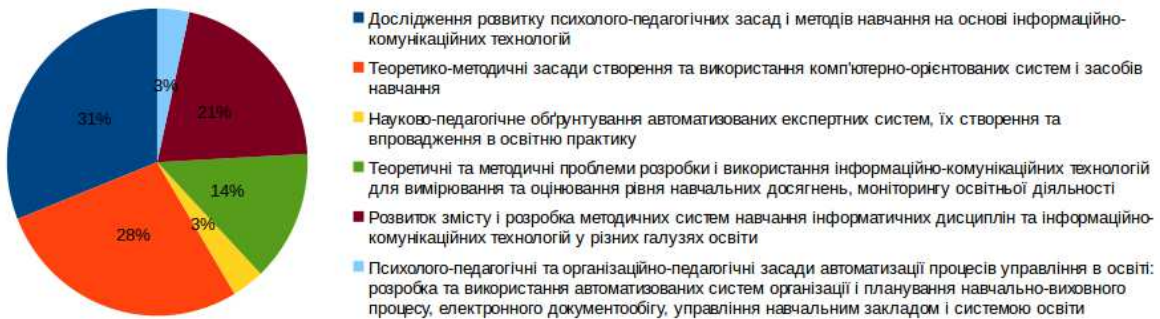 Дослідження розвитку психолого-педагогічних засад і методів навчання на основі інформаційно-
комунікаційних технологій
Теоретико-методичні засади створення та використання комп'ютерно-орієнтованих систем і засобів
навчання
Науково-педагогічне обґрунтування автоматизованих експертних систем, їх створення та
впровадження в освітню практику
Теоретичні та методичні проблеми розробки і використання інформаційно-комунікаційних технологій
для вимірювання та оцінювання рівня навчальних досягнень, моніторингу освітньої діяльності
Розвиток змісту і розробка методичних систем навчання інформатичних дисциплін та інформаційно-
комунікаційних технологій у різних галузях освіти
Психолого-педагогічні та організаційно-педагогічні засади автоматизації процесів управління в освіті:
розробка та використання автоматизованих систем організації і планування навчально-виховного
процесу, електронного документообігу, управління навчальним закладом і системою освіти
3%
31%
21%
14%
3%
28%